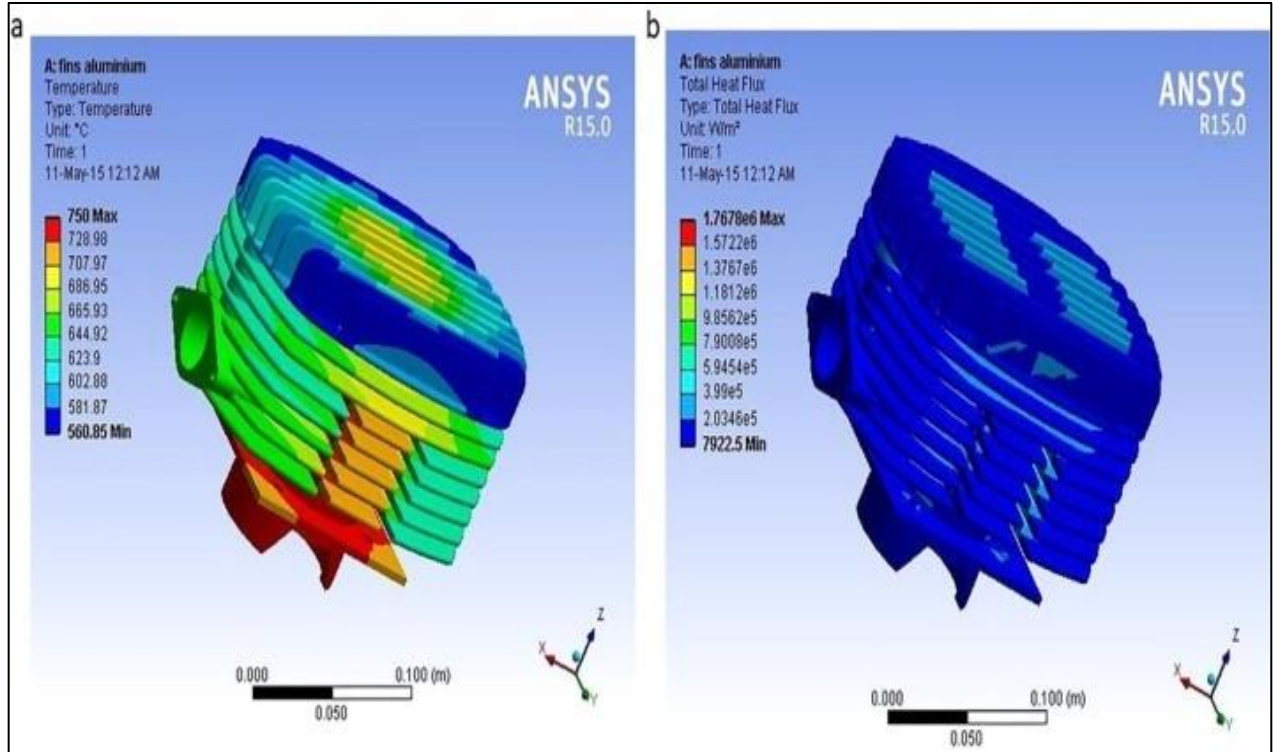 a
A: fins aluminium
Temperature
Type: Temperature
Unit: °C
Time: 1
11-May-15 12:12 AM
ANSYS
R15.0
750 Max
728.98
707.97
686.95
665.93
644.92
623.9
602.88
581.87
560.85 Min
0.000
0.100 (m)
0.050
X
Y
Z
b
A: fins aluminium
Total Heat Flux
Type: Total Heat Flux
Unit: W/m²
Time: 1
11-May-15 12:12 AM
ANSYS
R15.0
1.7678e6 Max
1.5722e6
1.3767e6
1.1812e6
9.8562e5
7.9008e5
5.9454e5
3.99e5
2.0346e5
7922.5 Min
0.000
0.100 (m)
0.050
X
Y
Z